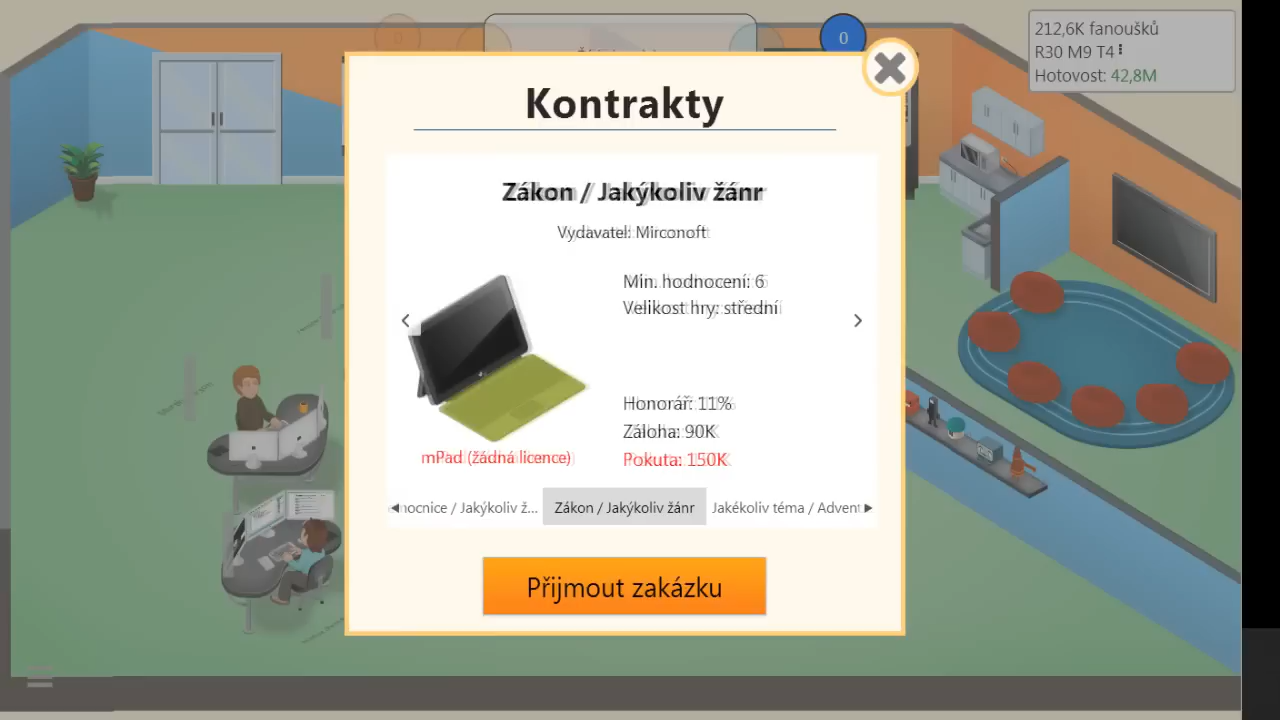 0
0
212,6K fanoušků
R30 M9 T4
Hotovost: 42,8M
Kontrakty
Zákon / Jakýkoliv žánr
Vydavatel: Mirconoft
Min. hodnocení: 6
Velikost hry: střední
Honorář: 11%
Záloha: 90K
mPad (žádná licence)
Pokuta: 150K
nocnice / Jakýkoliv ž...
Zákon / Jakýkoliv žánr
Jakékoliv téma / Advent
Přijmout zakázku